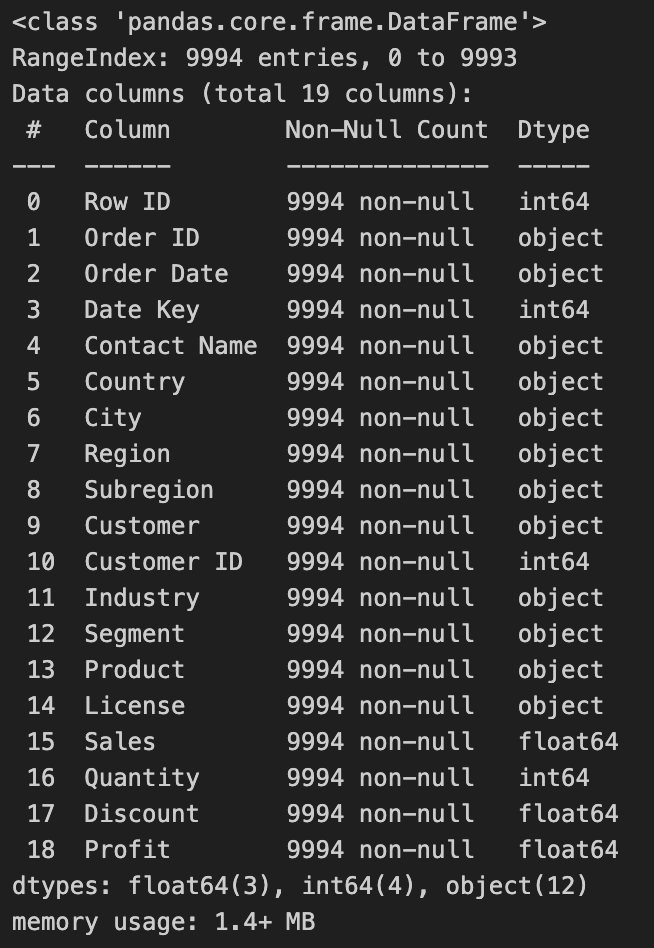 <class 'pandas.core.frame.DataFrame'>
RangeIndex: 9994 entries, 0 to 9993
Data columns (total 19 columns):
 #   Column        Non-Null Count  Dtype
---  ------        --------------  -----
 0   Row ID        9994 non-null   int64
 1   Order ID      9994 non-null   object
 2   Order Date    9994 non-null   object
 3   Date Key      9994 non-null   int64
 4   Contact Name  9994 non-null   object
 5   Country       9994 non-null   object
 6   City          9994 non-null   object
 7   Region        9994 non-null   object
 8   Subregion     9994 non-null   object
 9   Customer      9994 non-null   object
 10  Customer ID   9994 non-null   int64
 11  Industry      9994 non-null   object
 12  Segment       9994 non-null   object
 13  Product       9994 non-null   object
 14  License       9994 non-null   object
 15  Sales         9994 non-null   float64
 16  Quantity      9994 non-null   int64
 17  Discount      9994 non-null   float64
 18  Profit        9994 non-null   float64
dtypes: float64(3), int64(4), object(12)
memory usage: 1.4+ MB